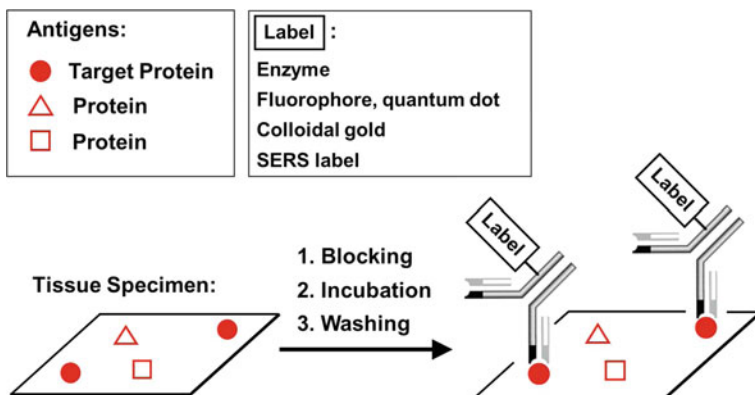 Antigens:
Target Protein
Protein
Protein
Label :
Enzyme
Fluorophore, quantum dot
Colloidal gold
SERS label
Tissue Specimen:
1. Blocking
2. Incubation
3. Washing
Label
Label